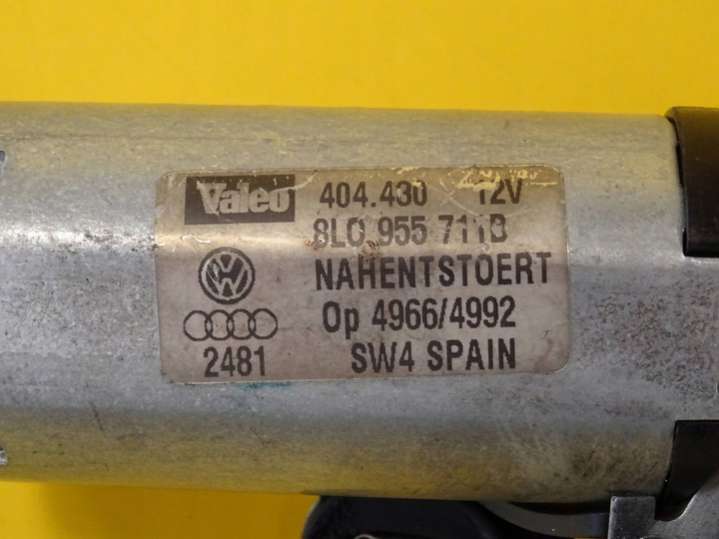 Valeo 404.430 12V
8L0 955 711B
NAHENTSTOERT
Op 4966/4992
2481 SW4 SPAIN